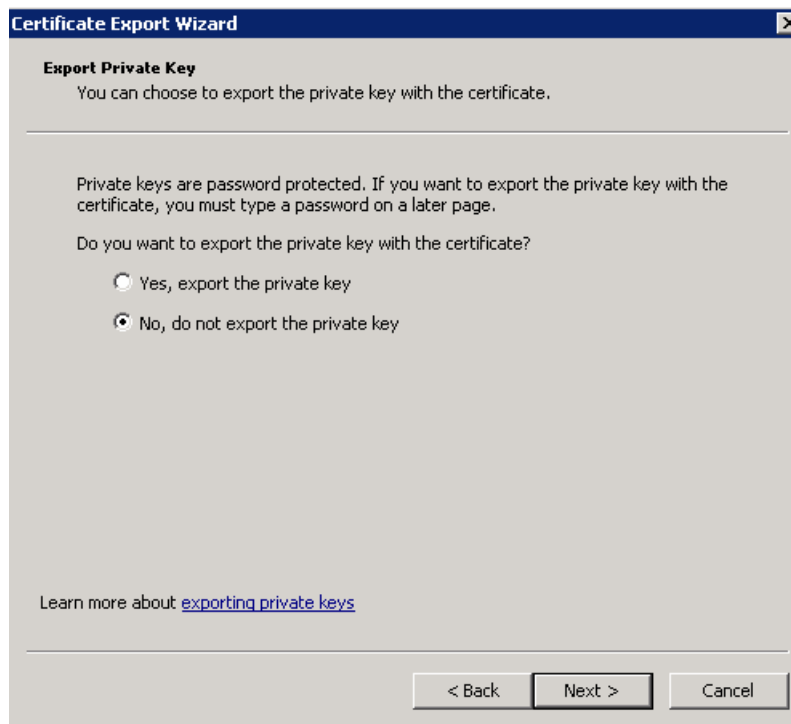 Certificate Export Wizard
Export Private Key
You can choose to export the private key with the certificate.
Private keys are password protected. If you want to export the private key with the
certificate, you must type a password on a later page.
Do you want to export the private key with the certificate?
Yes, export the private key
No, do not export the private key
Learn more about exporting private keys
< Back Next > Cancel